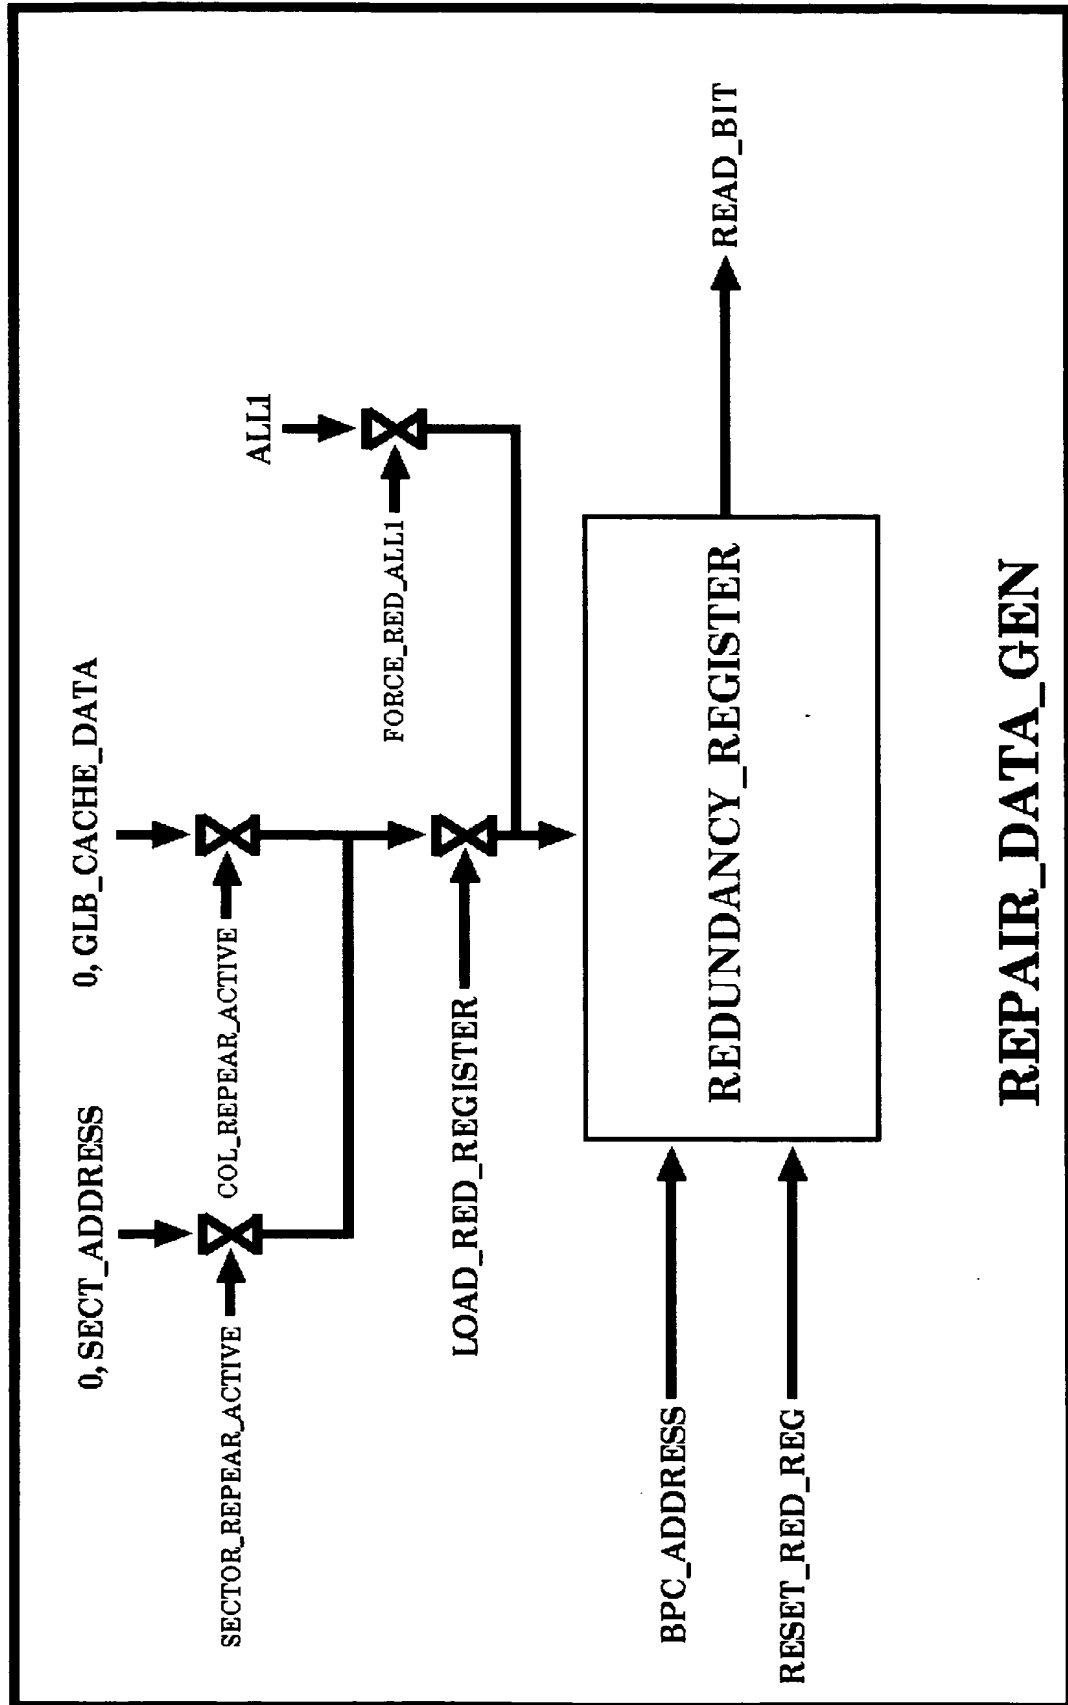 0, SECT_ADDRESS
0, GLB_CACHE_DATA
ALL1
SECTOR_REPEAR_ACTIVE
COL_REPEAR_ACTIVE
FORCE_RED_ALL1
LOAD_RED_REGISTER
BPC_ADDRESS
RESET_RED_REG
REDUNDANCY_REGISTER
READ_BIT
REPAIR_DATA_GEN